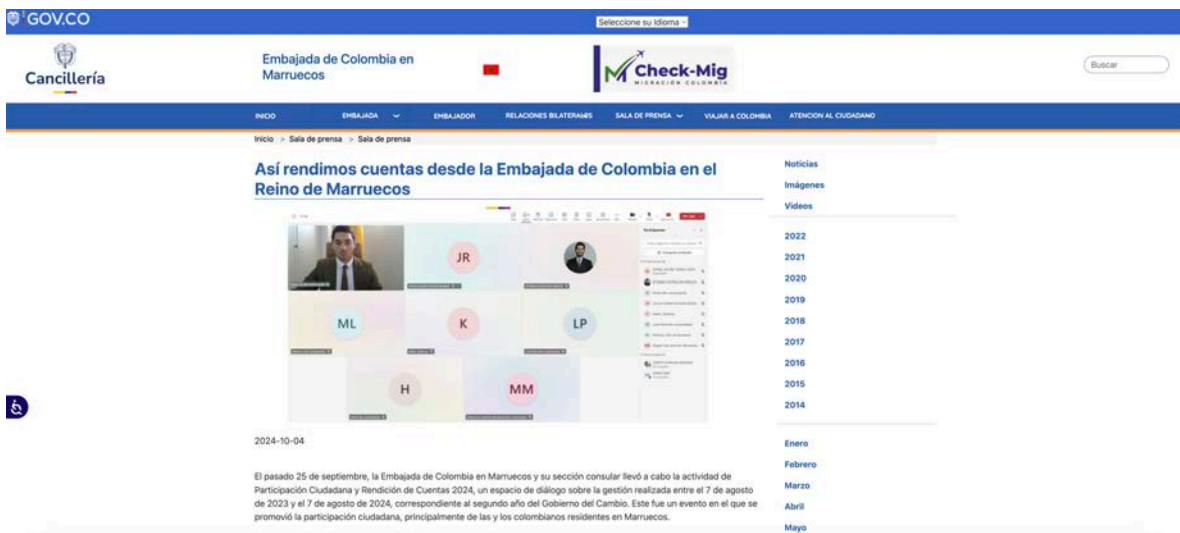 GOV.CO
Seleccione su Idioma
Cancillería
Embajada de Colombia en
Marruecos
Check-Mig
MIGRACIÓN COLOMBIA
Buscar
INICIO EMBAJADA EMBAJADOR RELACIONES BILATERALES SALA DE PRENSA VIAJAR A COLOMBIA ATENCION AL CIUDADANO
Inicio > Sala de prensa > Sala de prensa
Así rendimos cuentas desde la Embajada de Colombia en el
Reino de Marruecos
JR
ML K LP
H MM
2024-10-04
El pasado 25 de septiembre, la Embajada de Colombia en Marruecos y su sección consular llevó a cabo la actividad de
Participación Ciudadana y Rendición de Cuentas 2024, un espacio de diálogo sobre la gestión realizada entre el 7 de agosto
de 2023 y el 7 de agosto de 2024, correspondiente al segundo año del Gobierno del Cambio. Este fue un evento en el que se
promovió la participación ciudadana, principalmente de las y los colombianos residentes en Marruecos.
Noticias
Imágenes
Videos
2022
2021
2020
2019
2018
2017
2016
2015
2014
Enero
Febrero
Marzo
Abril
Mayo